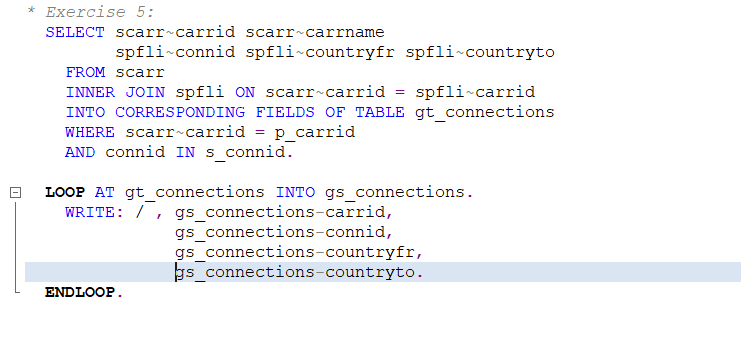 * Exercise 5:
SELECT scarr~carrid scarr~carrname
spfli~connid spfli~countryfr spfli~countryto
FROM scarr
INNER JOIN spfli ON scarr~carrid = spfli~carrid
INTO CORRESPONDING FIELDS OF TABLE gt_connections
WHERE scarr~carrid = p_carrid
AND connid IN s_connid.
LOOP AT gt_connections INTO gs_connections.
WRITE: / , gs_connections-carrid,
gs_connections-connid,
gs_connections-countryfr,
gs_connections-countryto.
ENDLOOP.